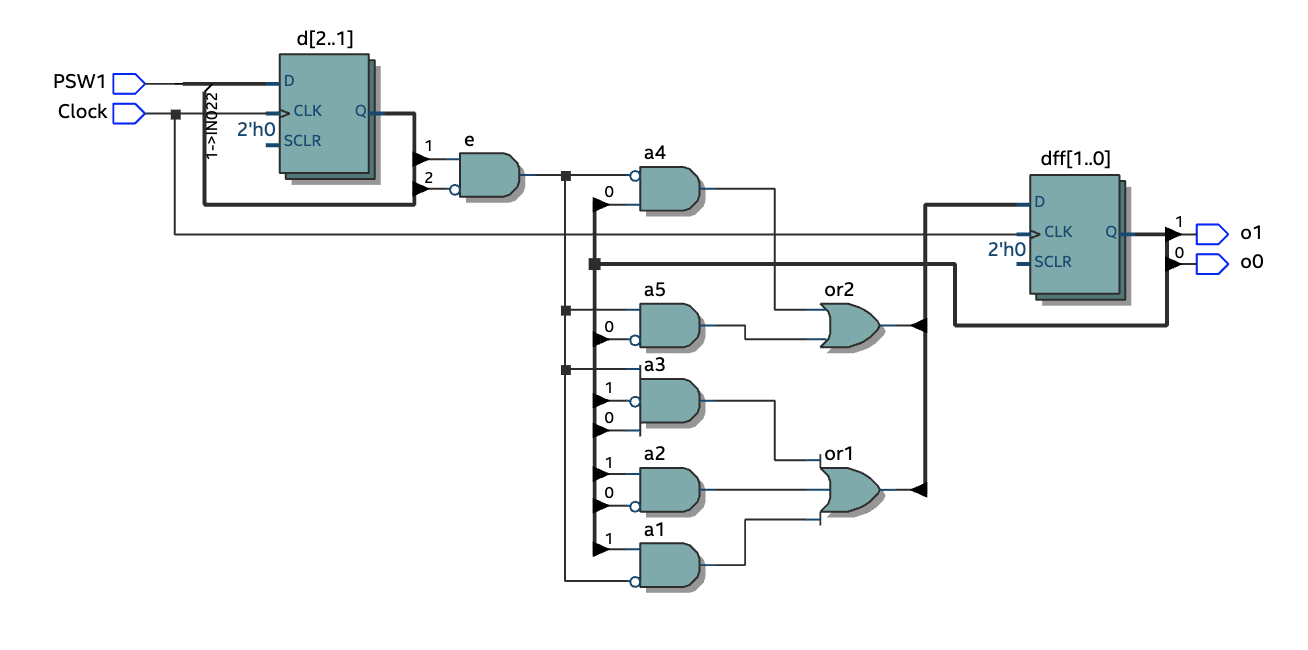 d[2..1]
PSW1
D
Clock
CLK
Q
2'h0
SCLR
1->IN022
e
1
2
a4
0
dff[1..0]
D
CLK
Q
2'h0
SCLR
1
o1
0
o0
a5
0
or2
a3
1
0
a2
1
0
or1
a1
1